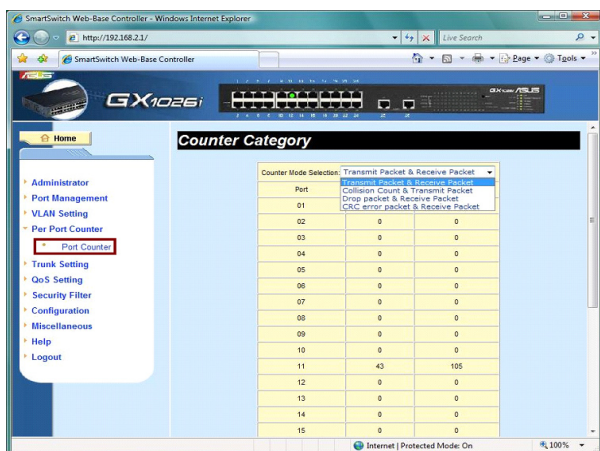 SmartSwitch Web-Base Controller - Windows Internet Explorer
http://192.168.2.1/
Live Search
SmartSwitch Web-Base Controller
Page
Tools
ASUS
GX1026i
ASUS
Home
Counter Category
Administrator
Port Management
VLAN Setting
Per Port Counter
Port Counter
Trunk Setting
QoS Setting
Security Filter
Configuration
Miscellaneous
Help
Logout
Counter Mode Selection: Transmit Packet & Receive Packet
Transmit Packet & Receive Packet
Collision Count & Transmit Packet
Drop packet & Receive Packet
CRC error packet & Receive Packet
Port
01
02 0 0
03 0 0
04 0 0
05 0 0
06 0 0
07 0 0
08 0 0
09 0 0
10 0 0
11 43 105
12 0 0
13 0 0
14 0 0
15 0 0
Internet | Protected Mode: On
100%